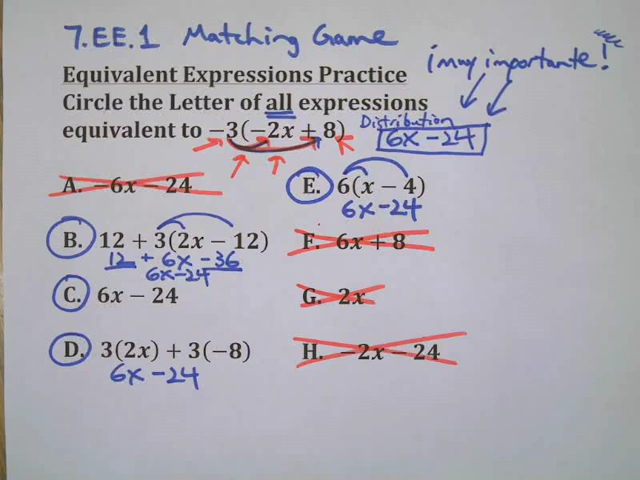 7.EE.1 Matching Game
¡muy importante!
Equivalent Expressions Practice
Circle the Letter of all expressions
equivalent to −3(−2x + 8)
Distribution
6x − 24
A. −6x − 24
B. 12 + 3(2x − 12)
12 + 6x − 36
6x − 24
C. 6x − 24
D. 3(2x) + 3(−8)
6x − 24
E. 6(x − 4)
6x − 24
F. 6x + 8
G. 2x
H. −2x − 24